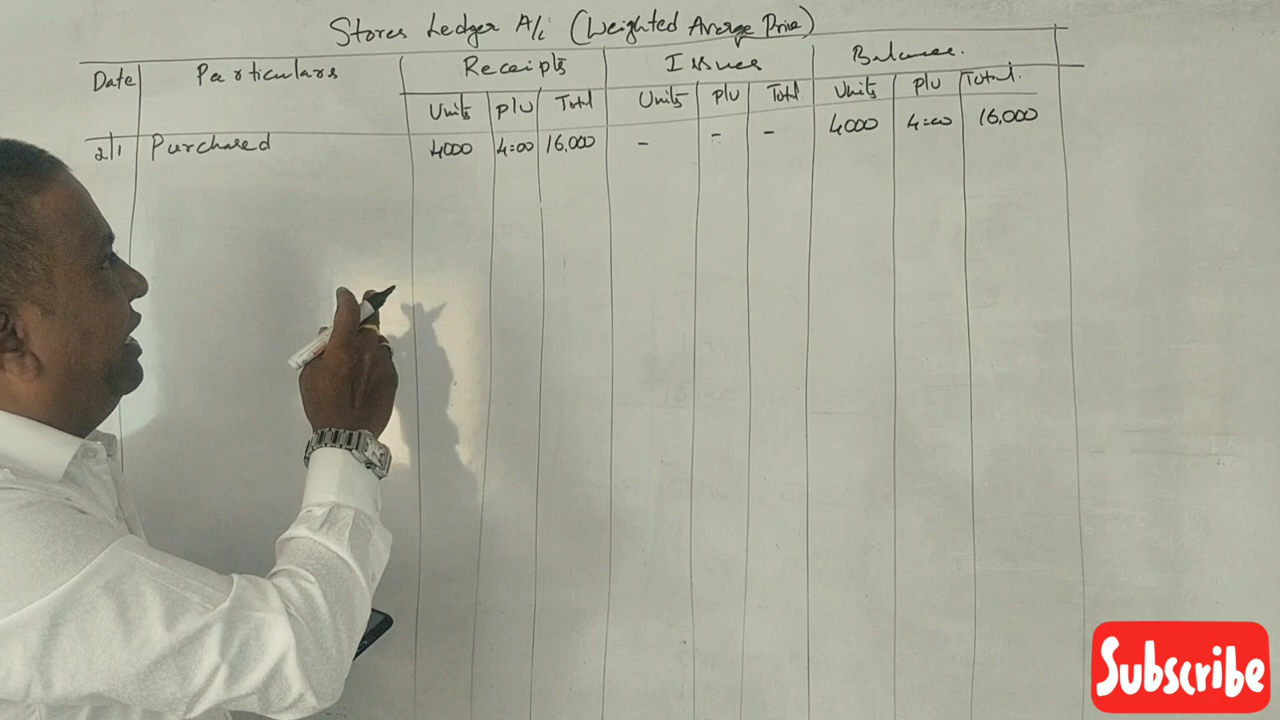 Stores Ledger A/c (Weighted Average Price)
Date Particulars Receipts Issues Balance.
Units P/U Total Units P/U Total Units P/U Total.
2/1 Purchased 4000 4=00 16,000 - - - 4000 4=00 16,000
Subscribe